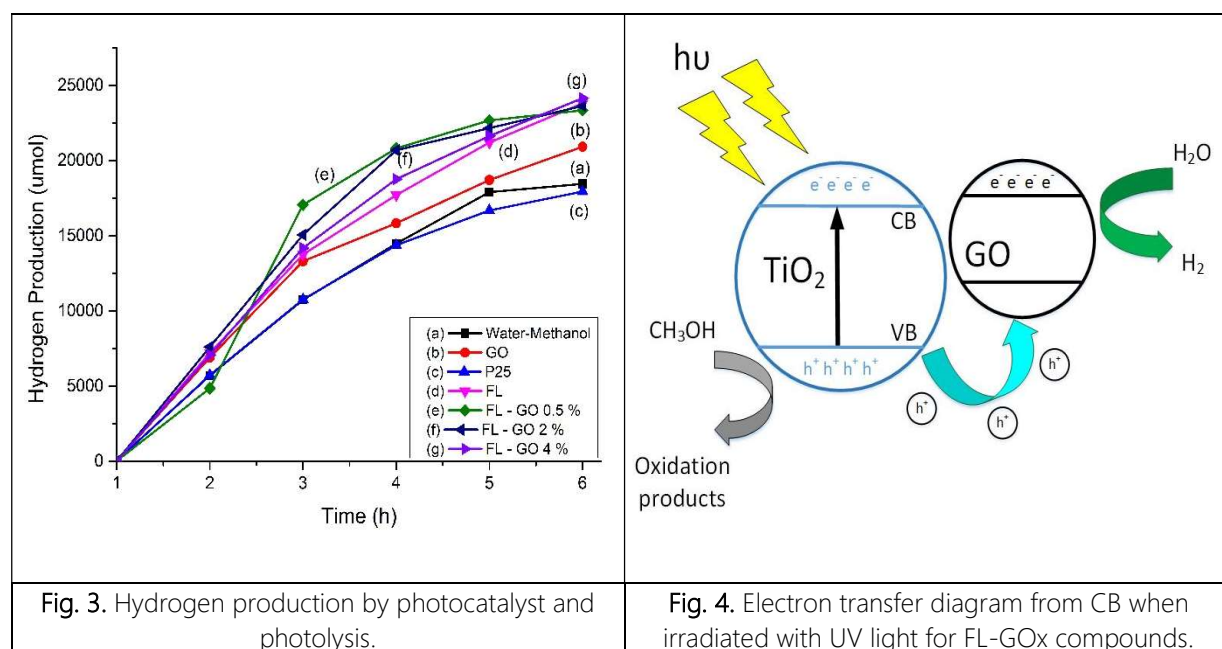 25000
20000
15000
10000
5000
0
Hydrogen Production (umol)
1 2 3 4 5 6
Time (h)
(a)
(b)
(c)
(d)
(e)
(f)
(g)
(a) Water-Methanol
(b) GO
(c) P25
(d) FL
(e) FL - GO 0.5 %
(f) FL - GO 2 %
(g) FL - GO 4 %
Fig. 3. Hydrogen production by photocatalyst and
photolysis.
hυ
e⁻ e⁻ e⁻ e⁻
CB
TiO₂
VB
h⁺ h⁺ h⁺ h⁺
CH₃OH
Oxidation
products
e⁻ e⁻ e⁻ e⁻
GO
H₂O
H₂
h⁺
h⁺
h⁺
Fig. 4. Electron transfer diagram from CB when
irradiated with UV light for FL-GOx compounds.